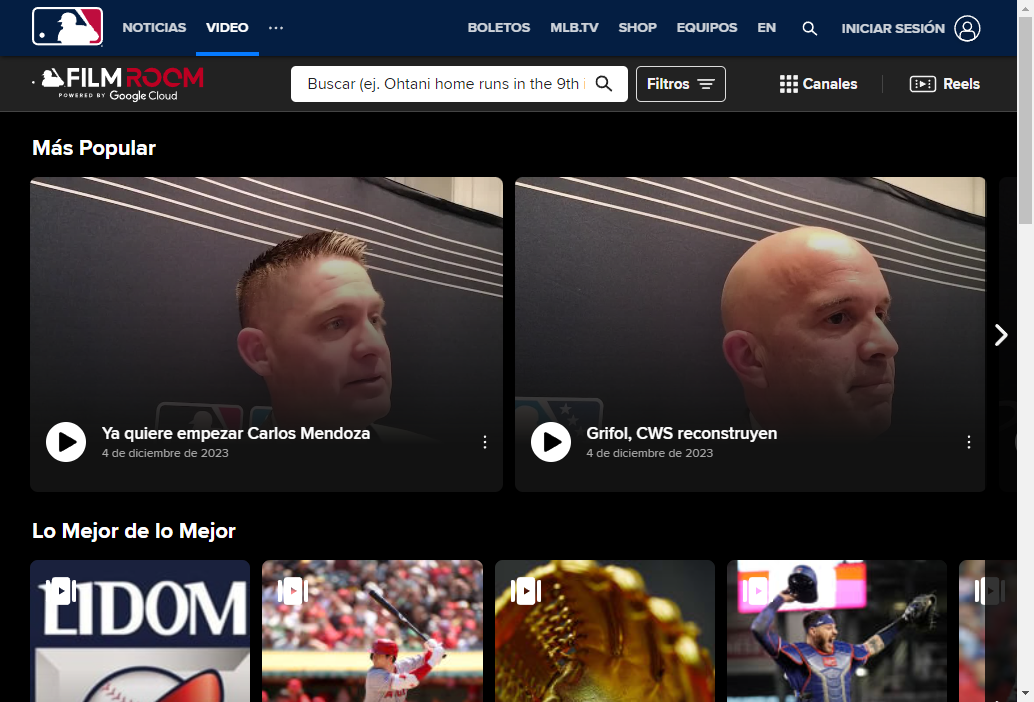 NOTICIAS
VIDEO
BOLETOS
MLB.TV
SHOP
EQUIPOS
EN
INICIAR SESIÓN
FILM ROOM
POWERED BY Google Cloud
Buscar (ej. Ohtani home runs in the 9th i
Filtros
Canales
Reels
Más Popular
Ya quiere empezar Carlos Mendoza
4 de diciembre de 2023
Grifol, CWS reconstruyen
4 de diciembre de 2023
Lo Mejor de lo Mejor
LIDOM